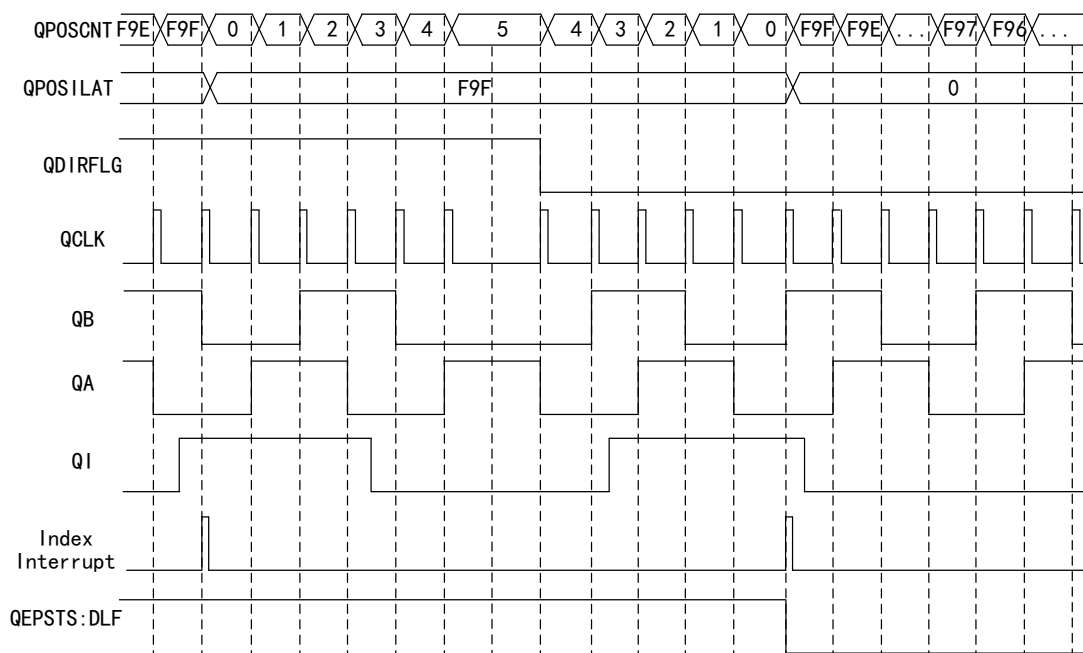 QPOSCNT F9E F9F 0 1 2 3 4 5 4 3 2 1 0 F9F F9E ... F97 F96 ...
QPOSILAT F9F 0
QDIRFLG
QCLK
QB
QA
QI
Index
Interrupt
QEPSTS:DLF